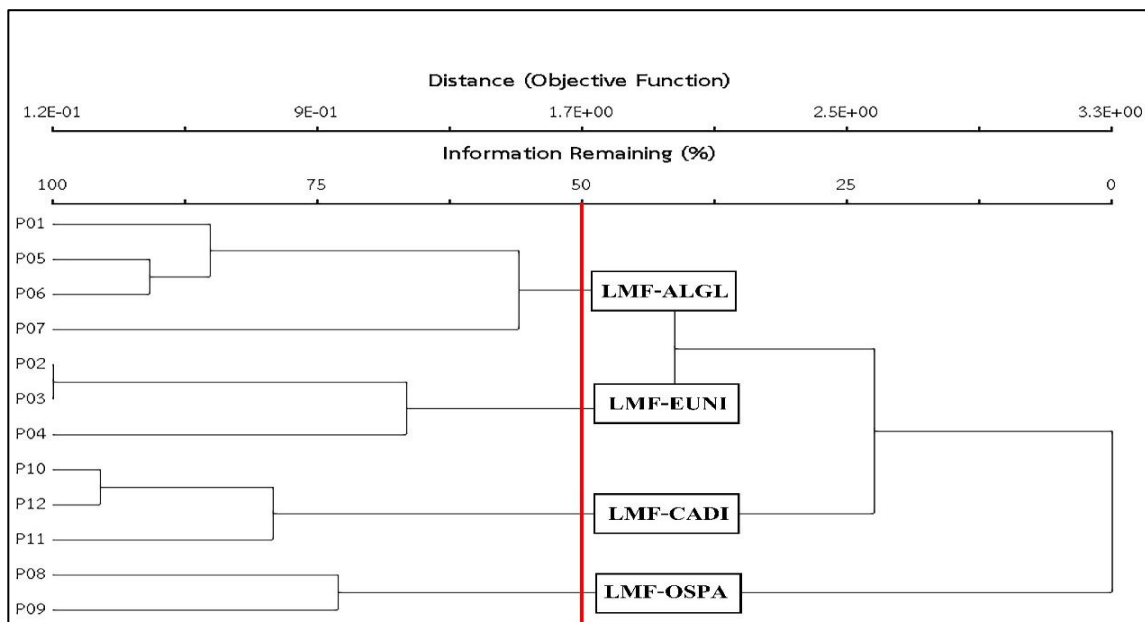 Distance (Objective Function)
1.2E-01 9E-01 1.7E+00 2.5E+00 3.3E+00
Information Remaining (%)
100 75 50 25 0
P01
P05
P06
LMF-ALGL
P07
P02
P03
LMF-EUNI
P04
P10
P12
LMF-CADI
P11
P08
LMF-OSPA
P09